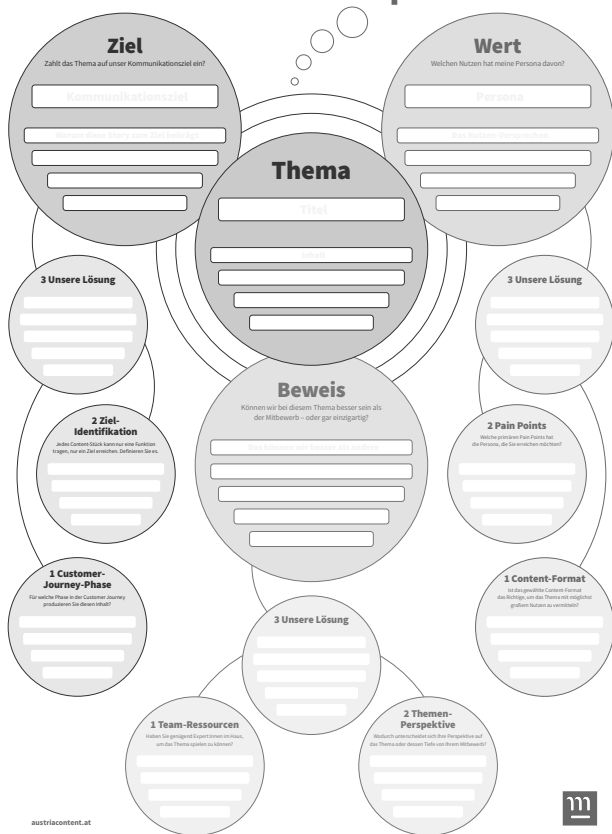 Ziel
Zahlt das Thema auf unser Kommunikationsziel ein?
Kommunikationsziel
Warum diese Story zum Ziel beiträgt
Wert
Welchen Nutzen hat meine Persona davon?
Persona
Das Nutzen-Versprechen
Thema
Titel
Inhalt
3 Unsere Lösung
3 Unsere Lösung
Beweis
Können wir bei diesem Thema besser sein als
der Mitbewerb – oder gar einzigartig?
Das können wir besser als andere
2 Ziel-
Identifikation
Jedes Content-Stück kann nur eine Funktion
tragen, nur ein Ziel erreichen. Definieren Sie es.
2 Pain Points
Welche primären Pain Points hat
die Persona, die Sie erreichen möchten?
1 Customer-
Journey-Phase
Für welche Phase in der Customer Journey
produzieren Sie diesen Inhalt?
1 Content-Format
Ist das gewählte Content-Format
das Richtige, um das Thema mit möglichst
großem Nutzen zu vermitteln?
3 Unsere Lösung
1 Team-Ressourcen
Haben Sie genügend Expert:innen im Haus,
um das Thema spielen zu können?
2 Themen-
Perspektive
Wodurch unterscheidet sich Ihre Perspektive auf
das Thema oder dessen Tiefe von Ihrem Mitbewerb?
austriacontent.at
m